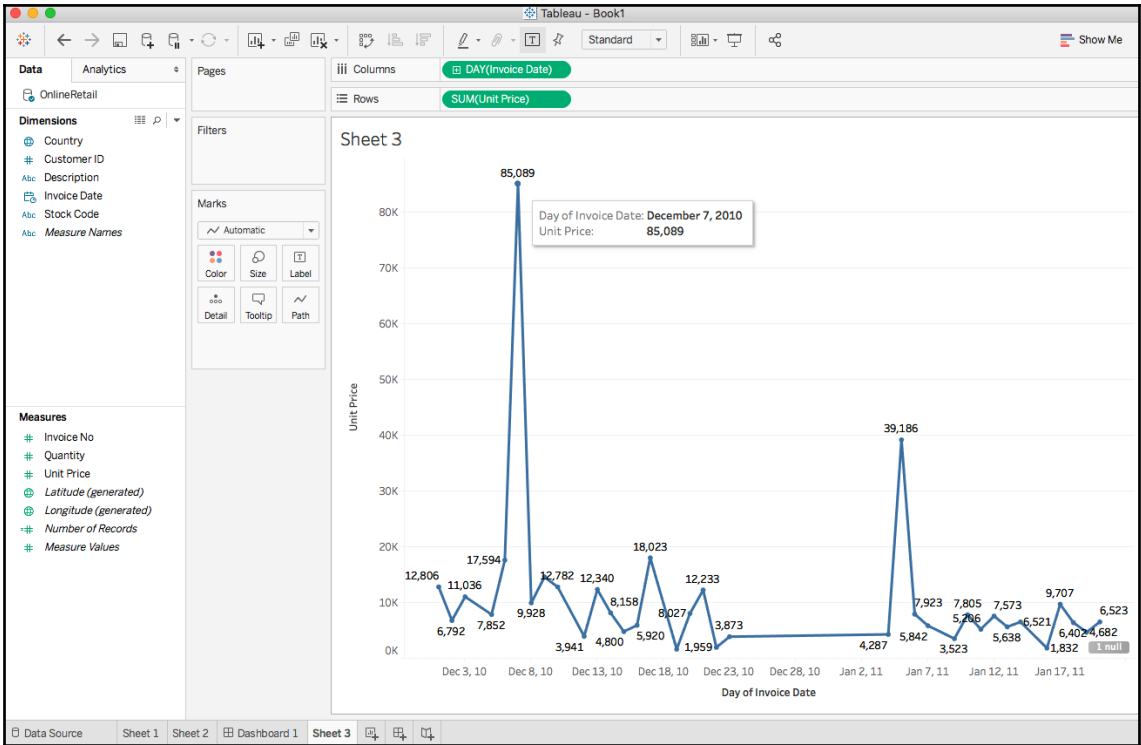 Tableau - Book1
Standard
Show Me
Data
Analytics
OnlineRetail
Dimensions
Country
Customer ID
Abc Description
Invoice Date
Abc Stock Code
Abc Measure Names
Measures
Invoice No
Quantity
Unit Price
Latitude (generated)
Longitude (generated)
Number of Records
Measure Values
Pages
Filters
Marks
Automatic
Color
Size
Label
Detail
Tooltip
Path
Columns
DAY(Invoice Date)
Rows
SUM(Unit Price)
Sheet 3
85,089
Day of Invoice Date: December 7, 2010
Unit Price: 85,089
80K
70K
60K
50K
40K
30K
20K
10K
0K
Unit Price
39,186
18,023
17,594
12,806
11,036
12,782
12,340
12,233
6,792
7,852
9,928
8,158
8,027
3,941
4,800
5,920
1,959
3,873
4,287
7,923
7,805
7,573
9,707
6,523
5,842
5,206
5,638
6,521
6,402
4,682
3,523
1,832
1 null
Dec 3, 10
Dec 8, 10
Dec 13, 10
Dec 18, 10
Dec 23, 10
Dec 28, 10
Jan 2, 11
Jan 7, 11
Jan 12, 11
Jan 17, 11
Day of Invoice Date
Data Source
Sheet 1
Sheet 2
Dashboard 1
Sheet 3